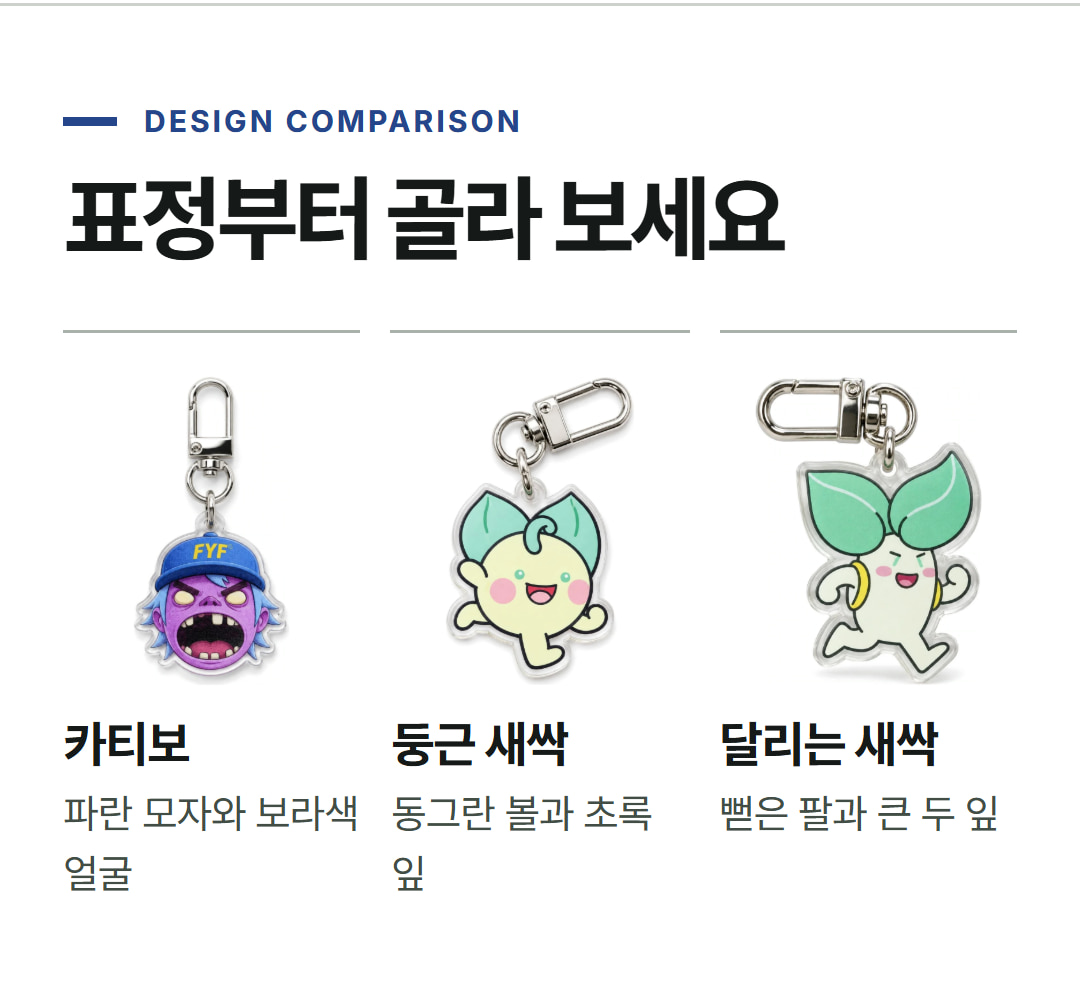 DESIGN COMPARISON
표정부터 골라 보세요
FYF
카티보
파란 모자와 보라색
얼굴
둥근 새싹
동그란 볼과 초록
잎
달리는 새싹
뻗은 팔과 큰 두 잎